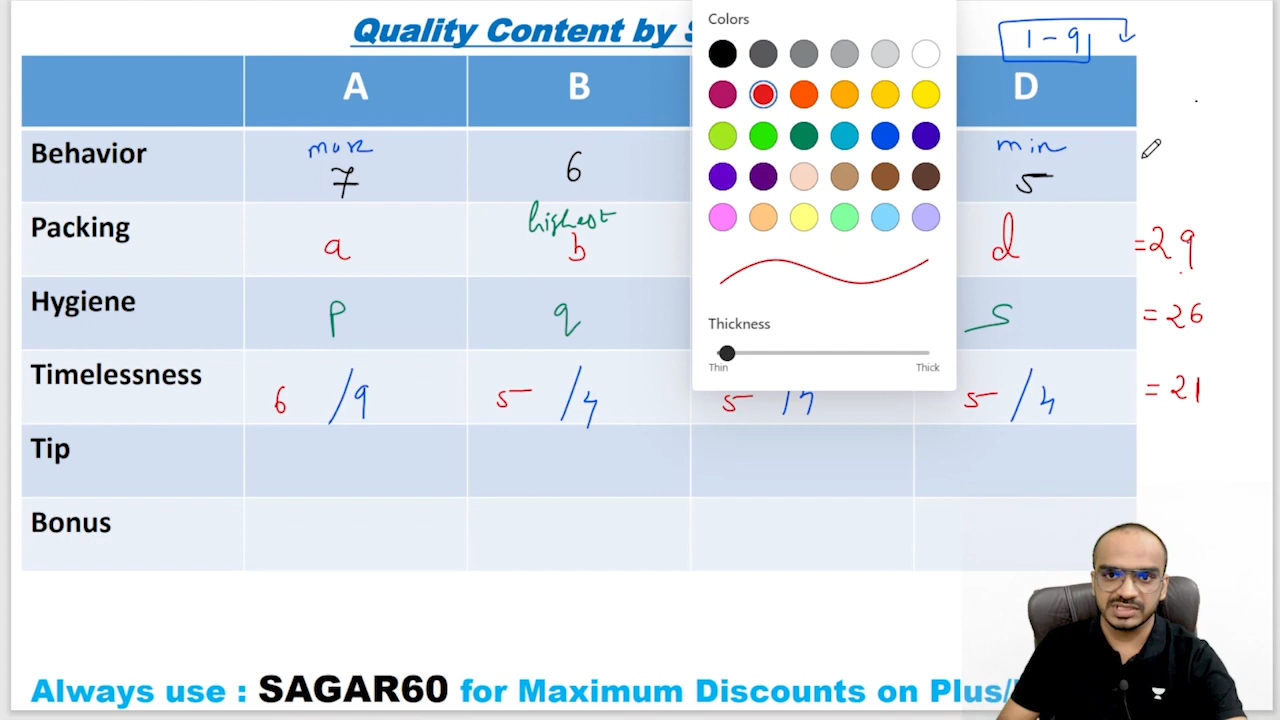 Quality Content by S
Colors
1-9
A B D
Behavior max 7 6 min 5
Packing a highest b d =29
Hygiene p q s =26
Thickness
Thin Thick
Timelessness 6 /9 5 /4 5 /4 5 /4 =21
Tip
Bonus
Always use : SAGAR60 for Maximum Discounts on Plus/